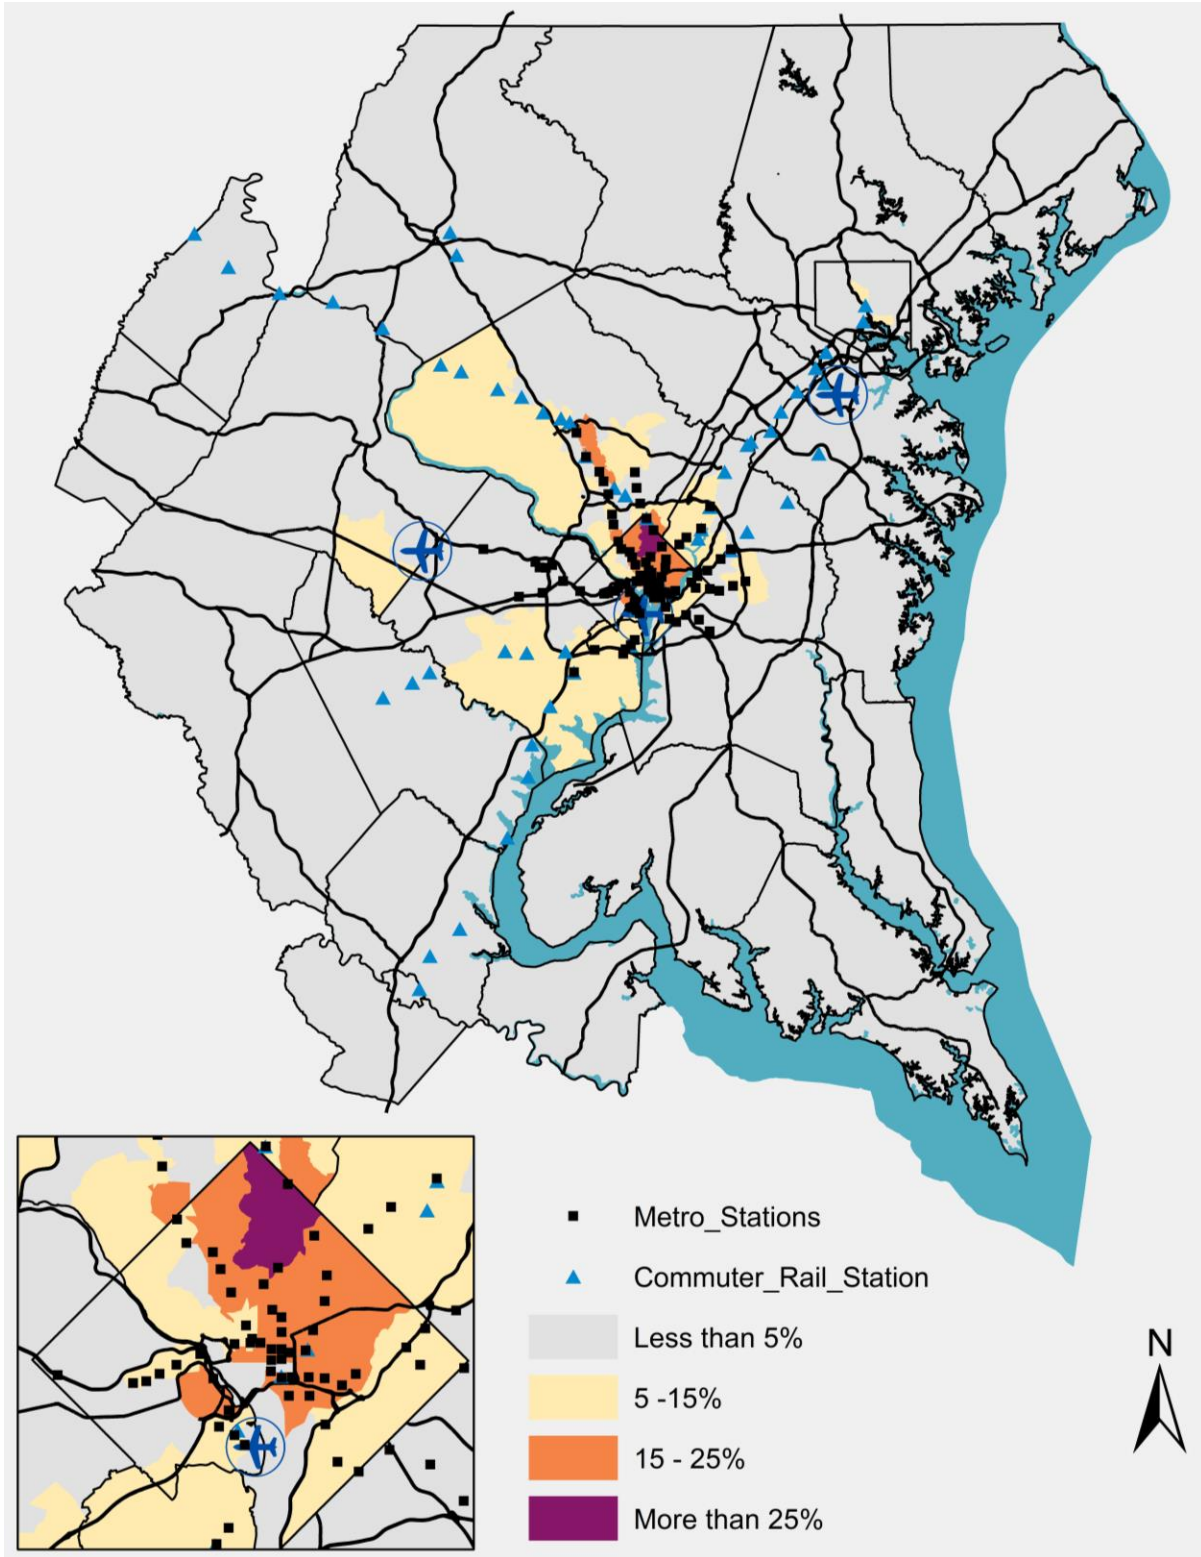 Metro_Stations
Commuter_Rail_Station
Less than 5%
5 -15%
15 - 25%
More than 25%
N